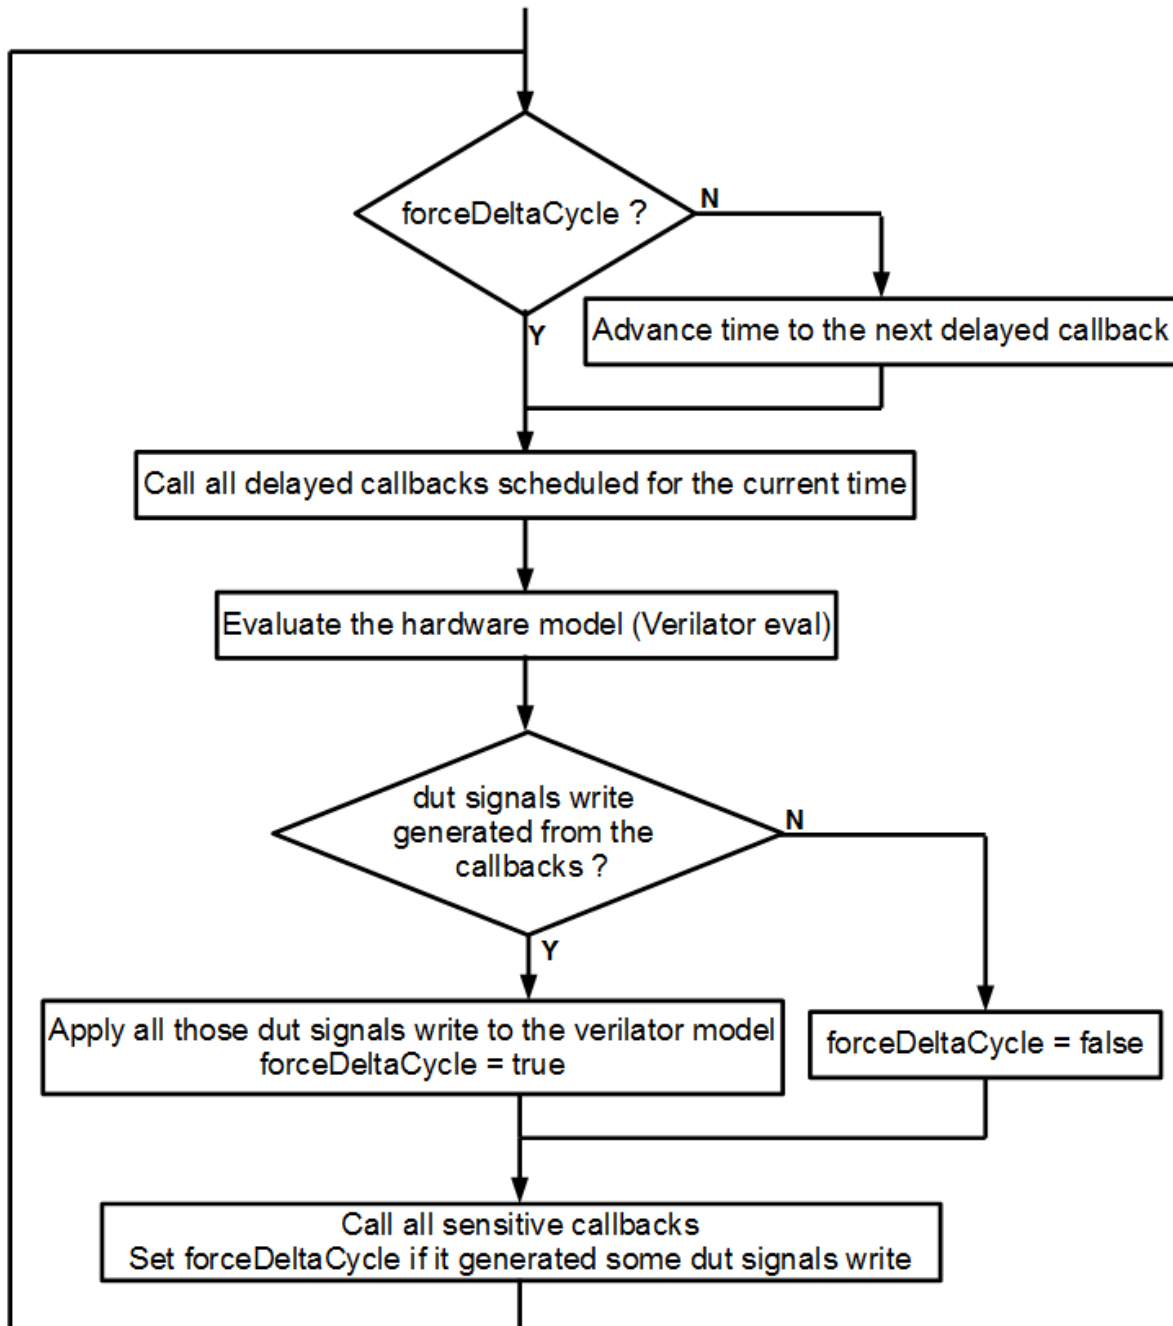 forceDeltaCycle ?
N
Y
Advance time to the next delayed callback
Call all delayed callbacks scheduled for the current time
Evaluate the hardware model (Verilator eval)
dut signals write
generated from the
callbacks ?
N
Y
Apply all those dut signals write to the verilator model
forceDeltaCycle = true
forceDeltaCycle = false
Call all sensitive callbacks
Set forceDeltaCycle if it generated some dut signals write